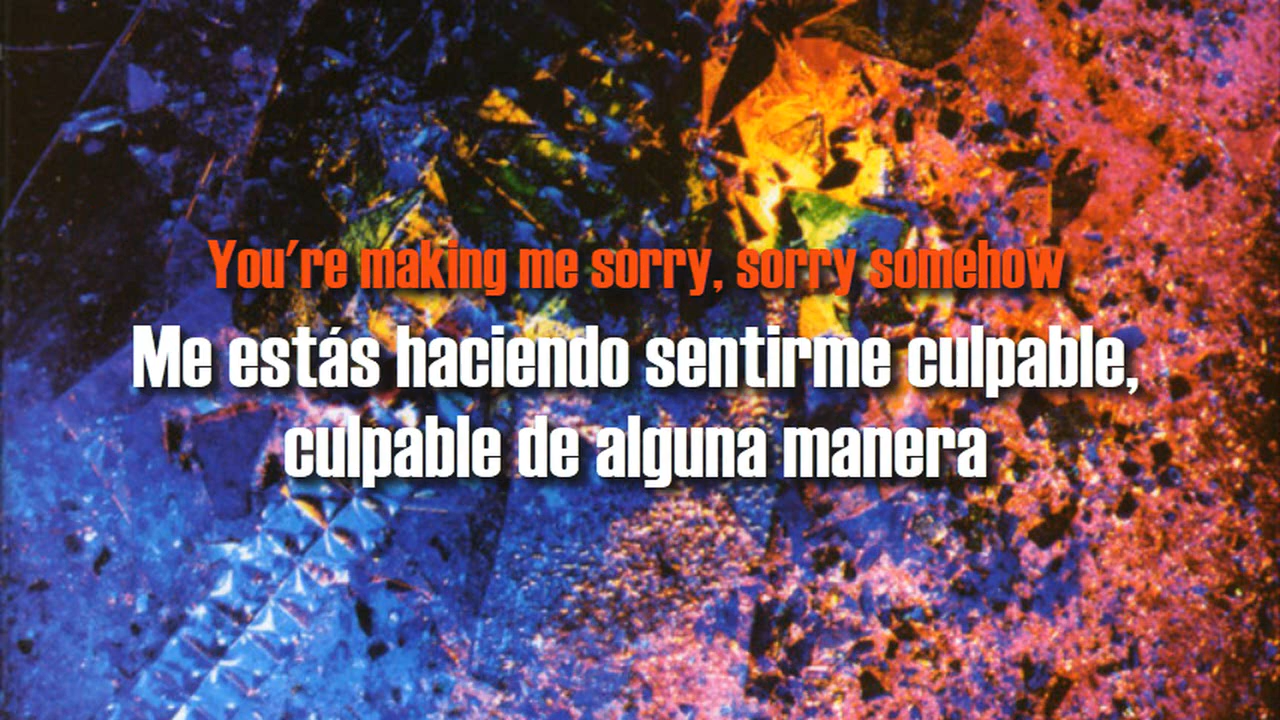 You're making me sorry, sorry somehow
Me estás haciendo sentirme culpable,
culpable de alguna manera